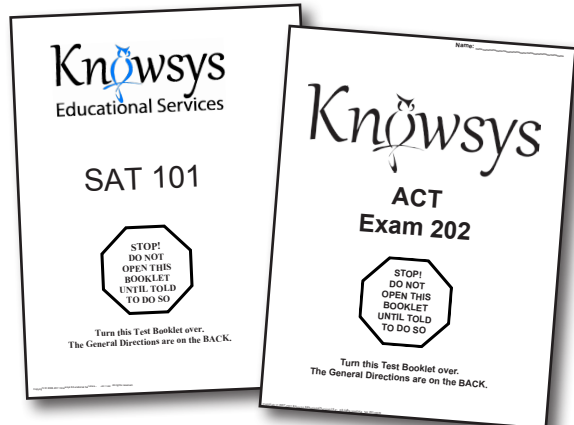 Knowsys
Educational Services
SAT 101
STOP!
DO NOT
OPEN THIS
BOOKLET
UNTIL TOLD
TO DO SO
Turn this Test Booklet over.
The General Directions are on the BACK.
Name:
Knowsys
ACT
Exam 202
STOP!
DO NOT
OPEN THIS
BOOKLET
UNTIL TOLD
TO DO SO
Turn this Test Booklet over.
The General Directions are on the BACK.